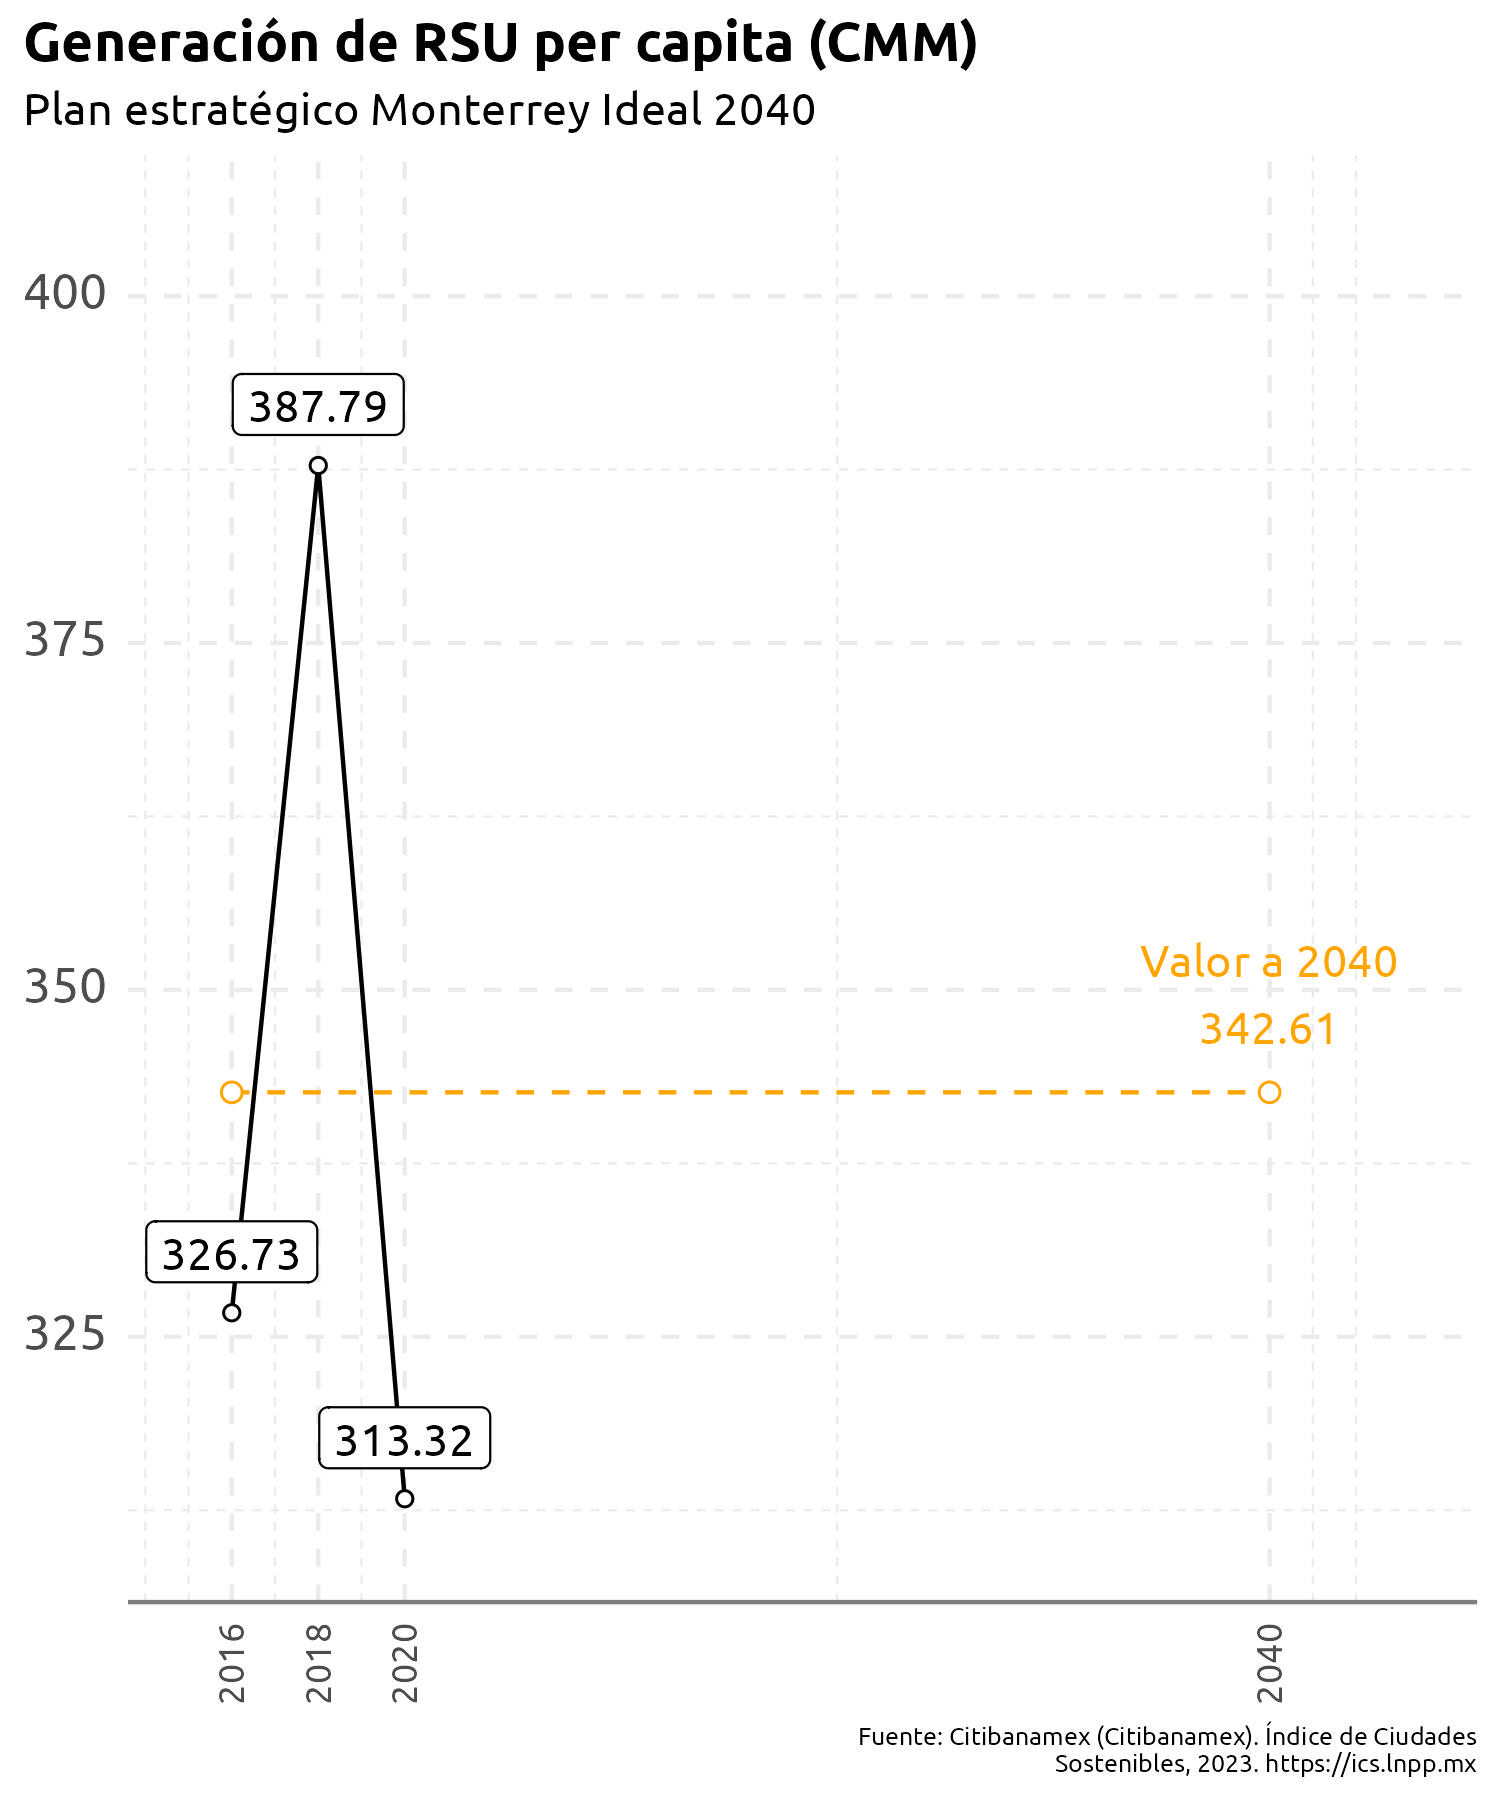 Generación de RSU per capita (CMM)
Plan estratégico Monterrey Ideal 2040
400
387.79
375
350
Valor a 2040
342.61
326.73
325
313.32
2016
2018
2020
2040
Fuente: Citibanamex (Citibanamex). Índice de Ciudades
Sostenibles, 2023. https://ics.lnpp.mx